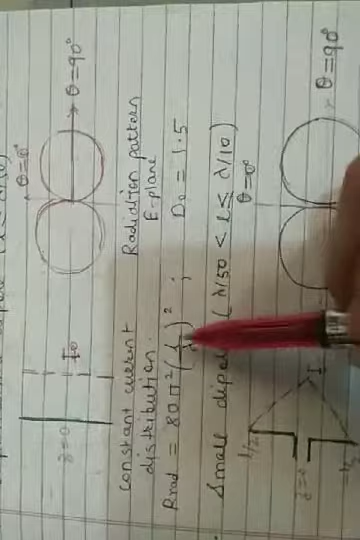 θ=0°
θ=90°
z=0
I₀
Constant current
distribution.
Radiation pattern
E-plane
Rrad = 80π² ( )² ; D₀ = 1.5
Small dipole ( λ/50 < l ≤ λ/10 )
θ=0°
θ=90°
l/2
z=0
I
-l/2